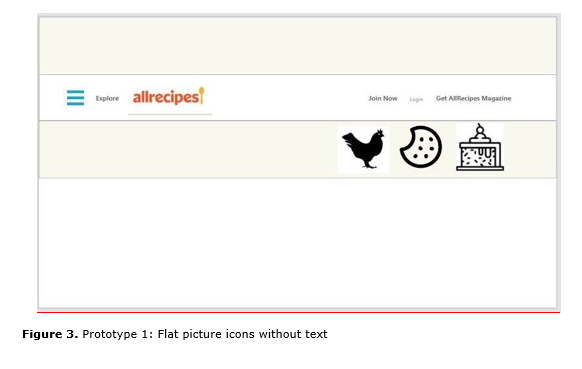 Explore allrecipes Join Now Login Get AllRecipes Magazine
Figure 3. Prototype 1: Flat picture icons without text